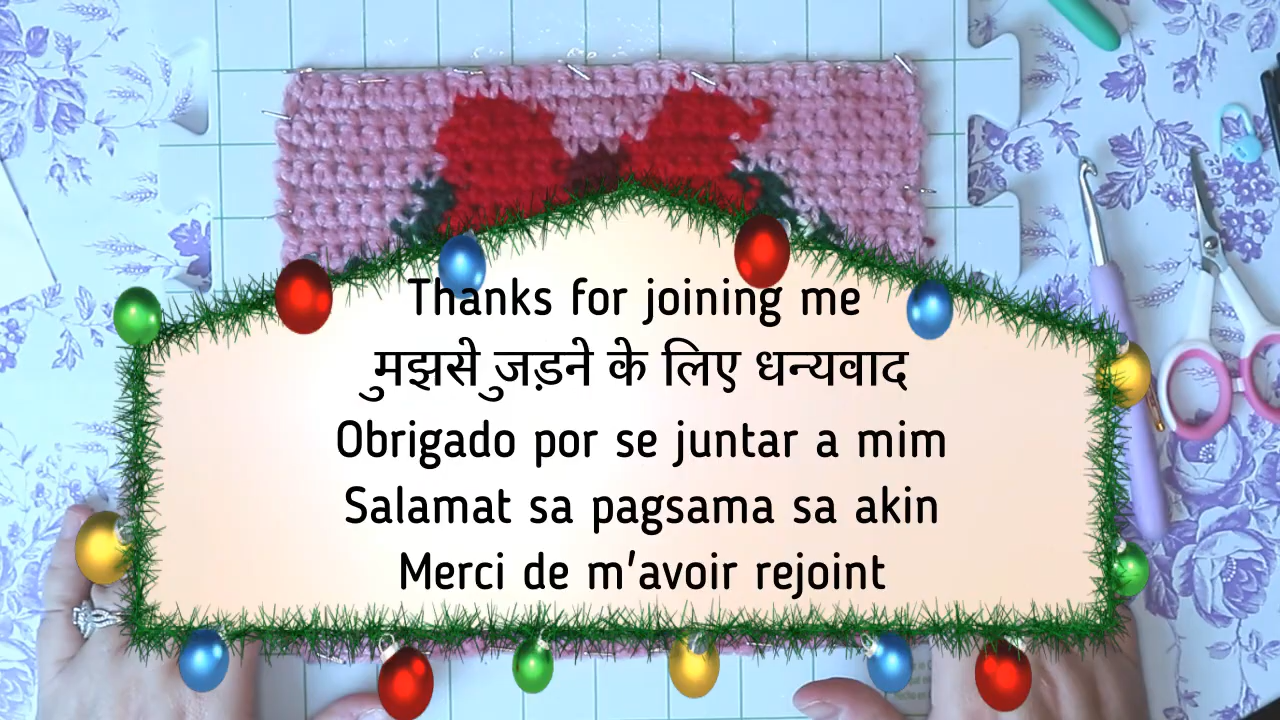 Thanks for joining me
मुझसे जुड़ने के लिए धन्यवाद
Obrigado por se juntar a mim
Salamat sa pagsama sa akin
Merci de m'avoir rejoint